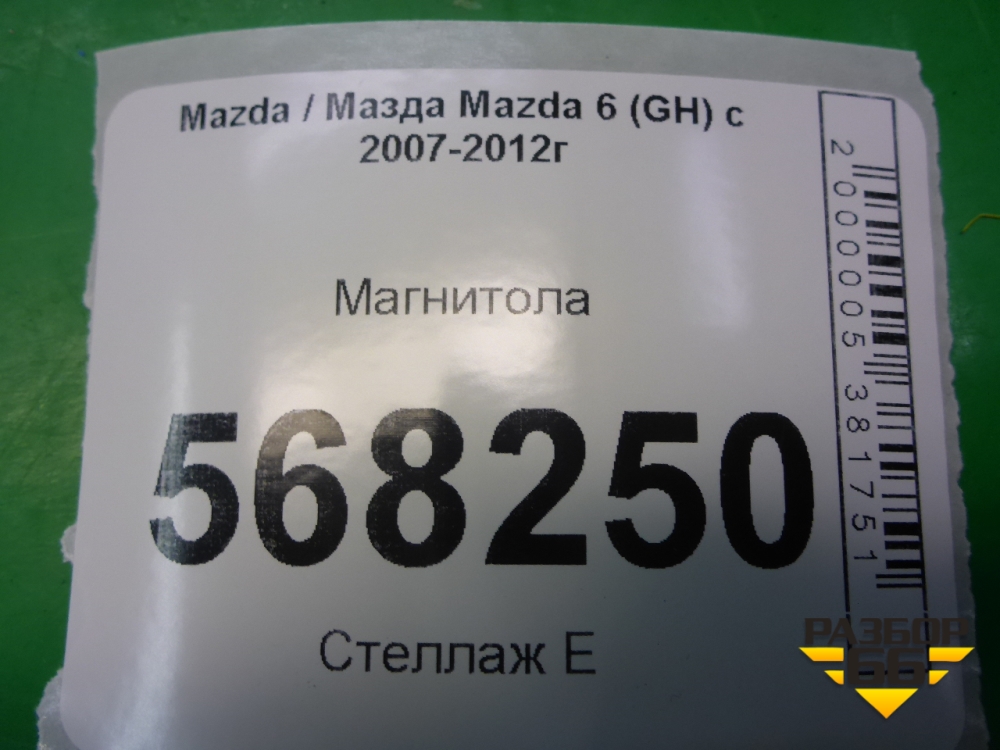 Mazda / Мазда Mazda 6 (GH) с
2007-2012г
Магнитола
568250
Стеллаж Е
2000005381751
РАЗБОР
66